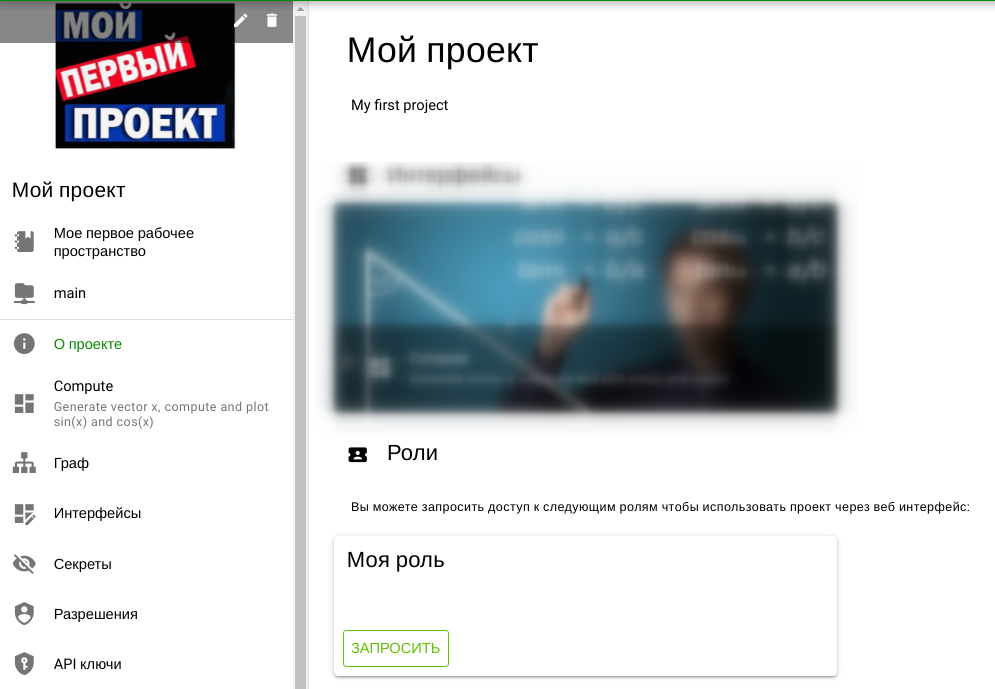 МОЙ
ПЕРВЫЙ
ПРОЕКТ
Мой проект
Мое первое рабочее
пространство
main
О проекте
Compute
Generate vector x, compute and plot
sin(x) and cos(x)
Граф
Интерфейсы
Секреты
Разрешения
API ключи
Мой проект
My first project
Интерфейсы
Роли
Вы можете запросить доступ к следующим ролям чтобы использовать проект через веб интерфейс:
Моя роль
ЗАПРОСИТЬ